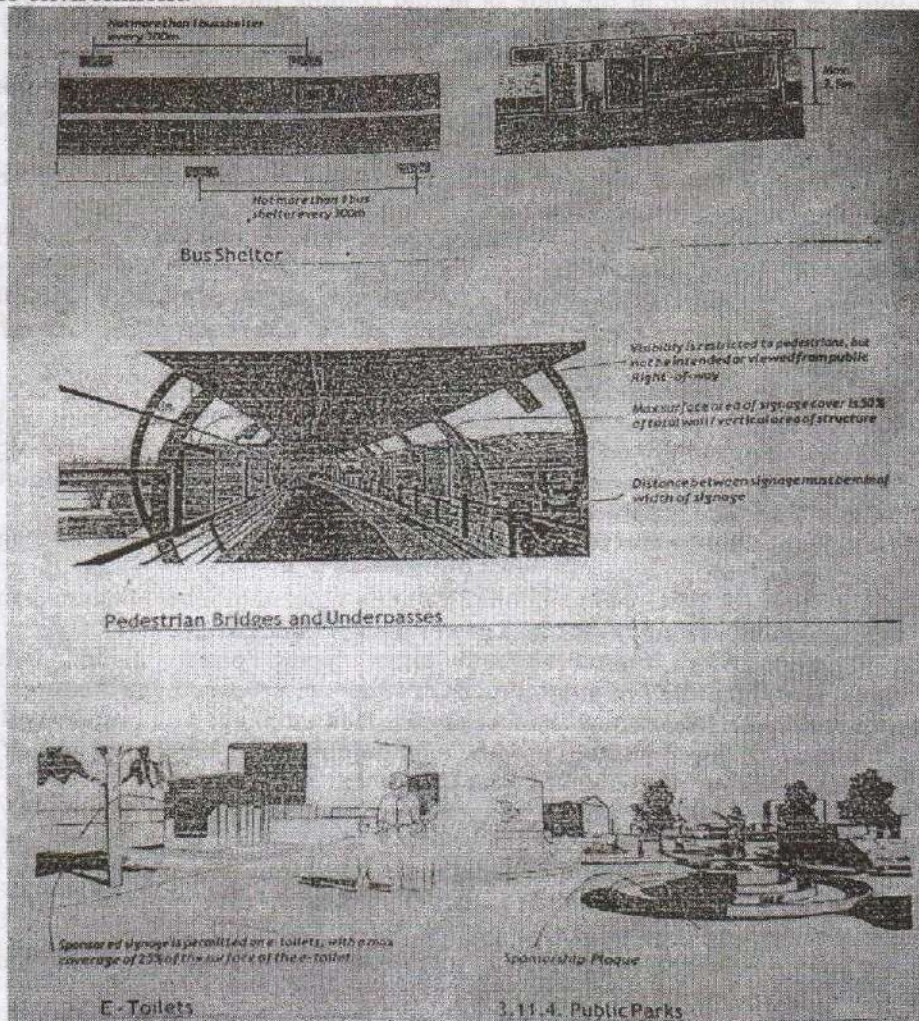 Not more than 1 bus shelter
every 300m
Max.
Not more than 1 bus
shelter every 300m
Bus Shelter
Visibility is restricted to pedestrians, but
not be intended or viewed from public
Right-of-way
Max surface area of signage cover is 50%
of total wall / vertical area of structure
Distance between signage must be min of
width of signage
Pedestrian Bridges and Underpasses
Sponsored signage is permitted on e-toilets, with a max
coverage of 25% of the surface of the e-toilet
Sponsorship Plaque
E-Toilets
3.11.4. Public Parks